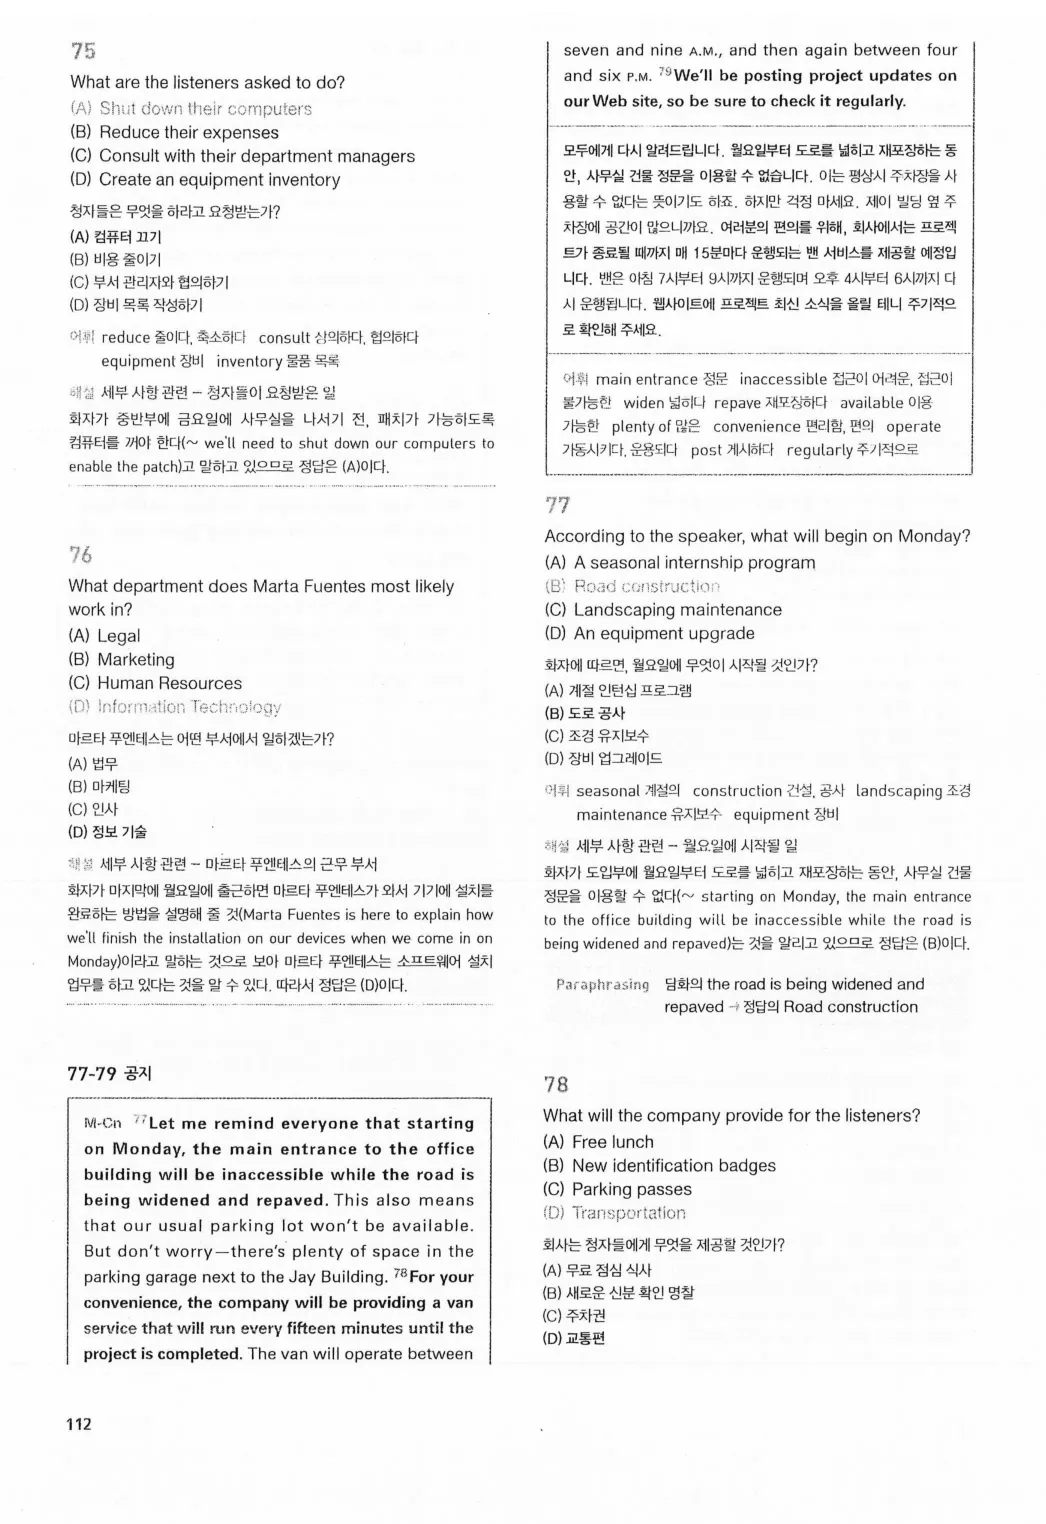 75
What are the listeners asked to do?
(A) Shut down their computers
(B) Reduce their expenses
(C) Consult with their department managers
(D) Create an equipment inventory
청자들은 무엇을 하라고 요청받는가?
(A) 컴퓨터 끄기
(B) 비용 줄이기
(C) 부서 관리자와 협의하기
(D) 장비 목록 작성하기
어휘 reduce 줄이다, 축소하다 consult 상의하다, 협의하다
equipment 장비 inventory 물품 목록
해설 세부 사항 관련 – 청자들이 요청받은 일
화자가 중반부에 금요일에 사무실을 나서기 전, 패치가 가능하도록
컴퓨터를 꺼야 한다(~ we'll need to shut down our computers to
enable the patch)고 말하고 있으므로 정답은 (A)이다.
76
What department does Marta Fuentes most likely
work in?
(A) Legal
(B) Marketing
(C) Human Resources
(D) Information Technology
마르타 푸엔테스는 어떤 부서에서 일하겠는가?
(A) 법무
(B) 마케팅
(C) 인사
(D) 정보 기술
해설 세부 사항 관련 – 마르타 푸엔테스의 근무 부서
화자가 마지막에 월요일에 출근하면 마르타 푸엔테스가 와서 기기에 설치를
완료하는 방법을 설명해 줄 것(Marta Fuentes is here to explain how
we'll finish the installation on our devices when we come in on
Monday)이라고 말하는 것으로 보아 마르타 푸엔테스는 소프트웨어 설치
업무를 하고 있다는 것을 알 수 있다. 따라서 정답은 (D)이다.
77-79 공지
M-Cn 77Let me remind everyone that starting
on Monday, the main entrance to the office
building will be inaccessible while the road is
being widened and repaved. This also means
that our usual parking lot won't be available.
But don't worry—there's plenty of space in the
parking garage next to the Jay Building. 78For your
convenience, the company will be providing a van
service that will run every fifteen minutes until the
project is completed. The van will operate between
112
seven and nine A.M., and then again between four
and six P.M. 79We'll be posting project updates on
our Web site, so be sure to check it regularly.
모두에게 다시 알려드립니다. 월요일부터 도로를 넓히고 재포장하는 동
안, 사무실 건물 정문을 이용할 수 없습니다. 이는 평상시 주차장을 사
용할 수 없다는 뜻이기도 하죠. 하지만 걱정 마세요. 제이 빌딩 옆 주
차장에 공간이 많으니까요. 여러분의 편의를 위해, 회사에서는 프로젝
트가 종료될 때까지 매 15분마다 운행되는 밴 서비스를 제공할 예정입
니다. 밴은 아침 7시부터 9시까지 운행되며 오후 4시부터 6시까지 다
시 운행됩니다. 웹사이트에 프로젝트 최신 소식을 올릴 테니 주기적으
로 확인해 주세요.
어휘 main entrance 정문 inaccessible 접근이 어려운, 접근이
불가능한 widen 넓히다 repave 재포장하다 available 이용
가능한 plenty of 많은 convenience 편리함, 편의 operate
가동시키다, 운용되다 post 게시하다 regularly 주기적으로
77
According to the speaker, what will begin on Monday?
(A) A seasonal internship program
(B) Road construction
(C) Landscaping maintenance
(D) An equipment upgrade
화자에 따르면, 월요일에 무엇이 시작될 것인가?
(A) 계절 인턴십 프로그램
(B) 도로 공사
(C) 조경 유지보수
(D) 장비 업그레이드
어휘 seasonal 계절의 construction 건설, 공사 landscaping 조경
maintenance 유지보수 equipment 장비
해설 세부 사항 관련 – 월요일에 시작될 일
화자가 도입부에 월요일부터 도로를 넓히고 재포장하는 동안, 사무실 건물
정문을 이용할 수 없다(~ starting on Monday, the main entrance
to the office building will be inaccessible while the road is
being widened and repaved)는 것을 알리고 있으므로 정답은 (B)이다.
Paraphrasing 담화의 the road is being widened and
repaved → 정답의 Road construction
78
What will the company provide for the listeners?
(A) Free lunch
(B) New identification badges
(C) Parking passes
(D) Transportation
회사는 청자들에게 무엇을 제공할 것인가?
(A) 무료 점심 식사
(B) 새로운 신분 확인 명찰
(C) 주차권
(D) 교통편